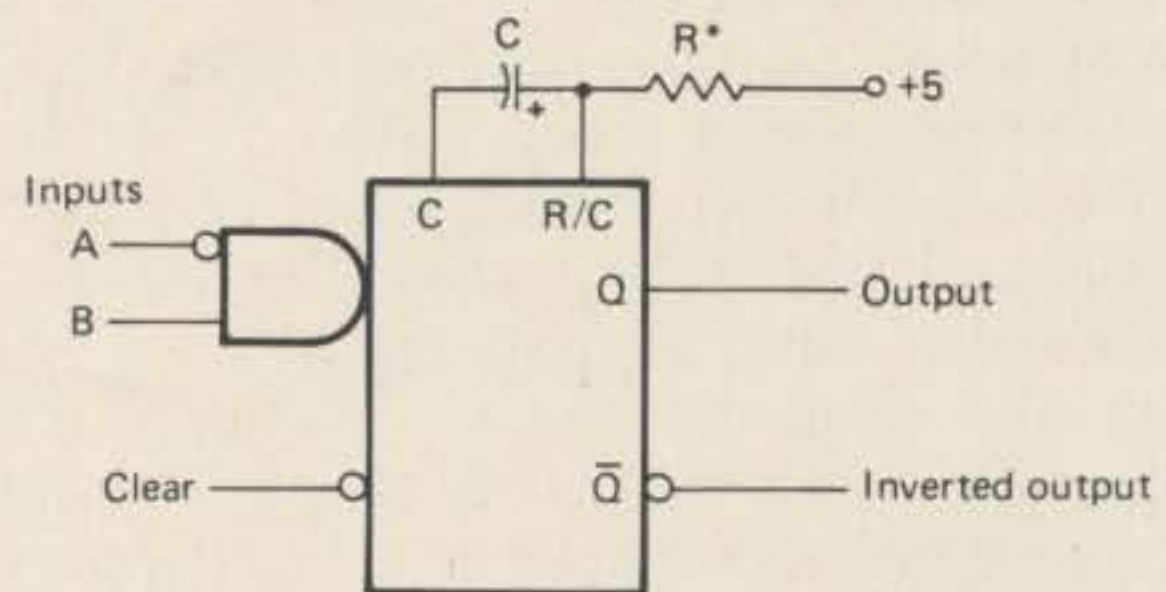 C
R*
+
+5
Inputs
C R/C
A
Q Output
B
Clear
Q̅ Inverted output